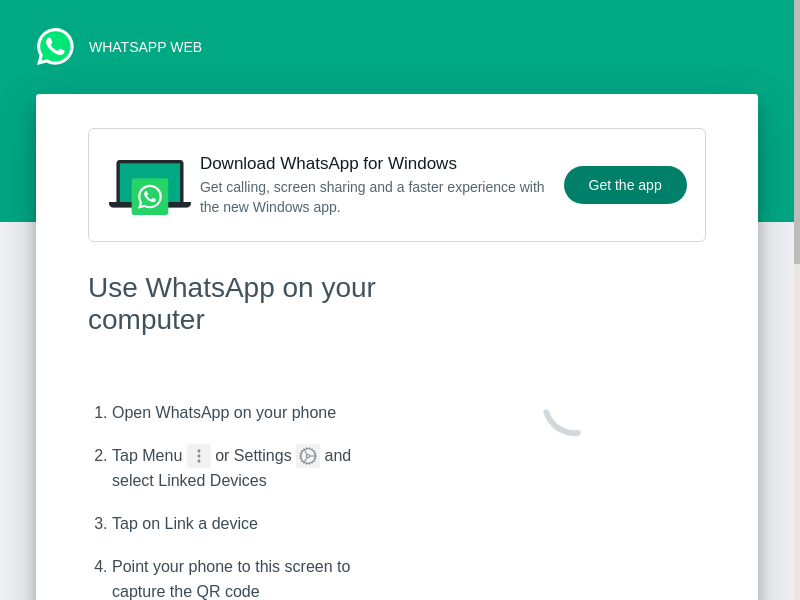 WHATSAPP WEB
Download WhatsApp for Windows
Get calling, screen sharing and a faster experience with
the new Windows app.
Get the app
Use WhatsApp on your
computer
1. Open WhatsApp on your phone
2. Tap Menu or Settings and
select Linked Devices
3. Tap on Link a device
4. Point your phone to this screen to
capture the QR code